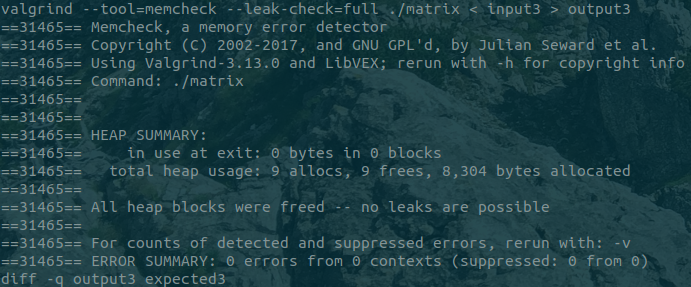 valgrind --tool=memcheck --leak-check=full ./matrix < input3 > output3
==31465== Memcheck, a memory error detector
==31465== Copyright (C) 2002-2017, and GNU GPL'd, by Julian Seward et al.
==31465== Using Valgrind-3.13.0 and LibVEX; rerun with -h for copyright info
==31465== Command: ./matrix
==31465==
==31465==
==31465== HEAP SUMMARY:
==31465==     in use at exit: 0 bytes in 0 blocks
==31465==   total heap usage: 9 allocs, 9 frees, 8,304 bytes allocated
==31465==
==31465== All heap blocks were freed -- no leaks are possible
==31465==
==31465== For counts of detected and suppressed errors, rerun with: -v
==31465== ERROR SUMMARY: 0 errors from 0 contexts (suppressed: 0 from 0)
diff -q output3 expected3